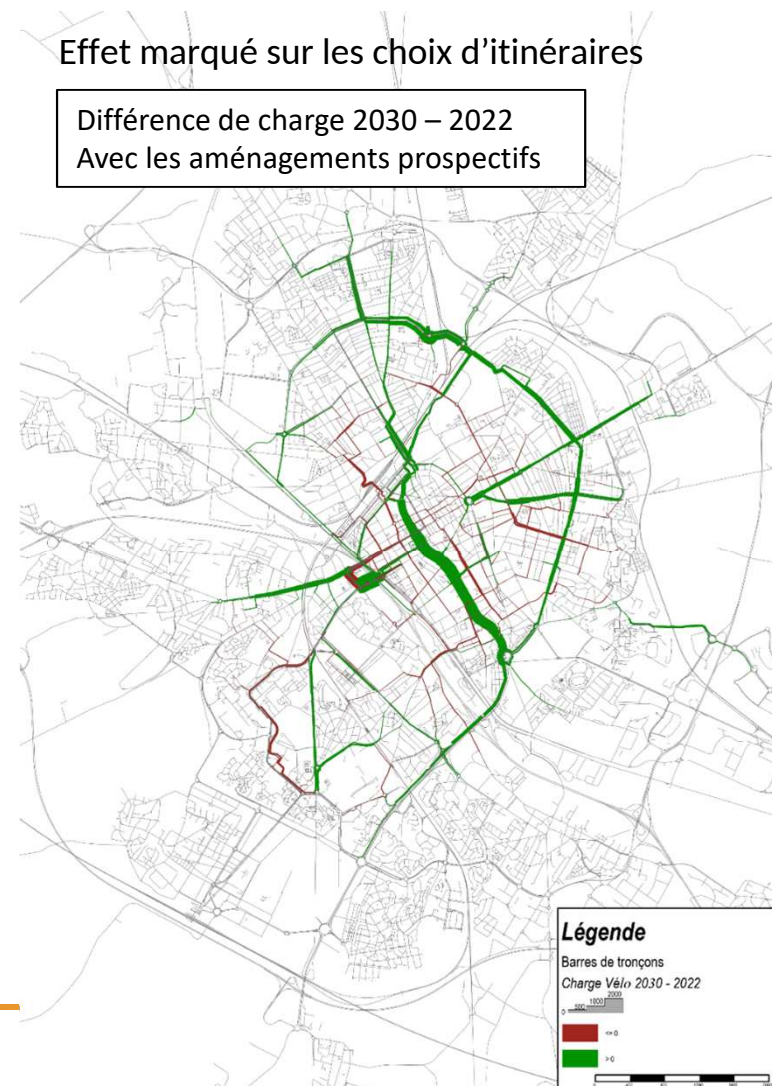 Effet marqué sur les choix d’itinéraires
Différence de charge 2030 – 2022
Avec les aménagements prospectifs
Légende
Barres de tronçons
Charge Vélo 2030 - 2022
0 500 1000 2000
<= 0
> 0